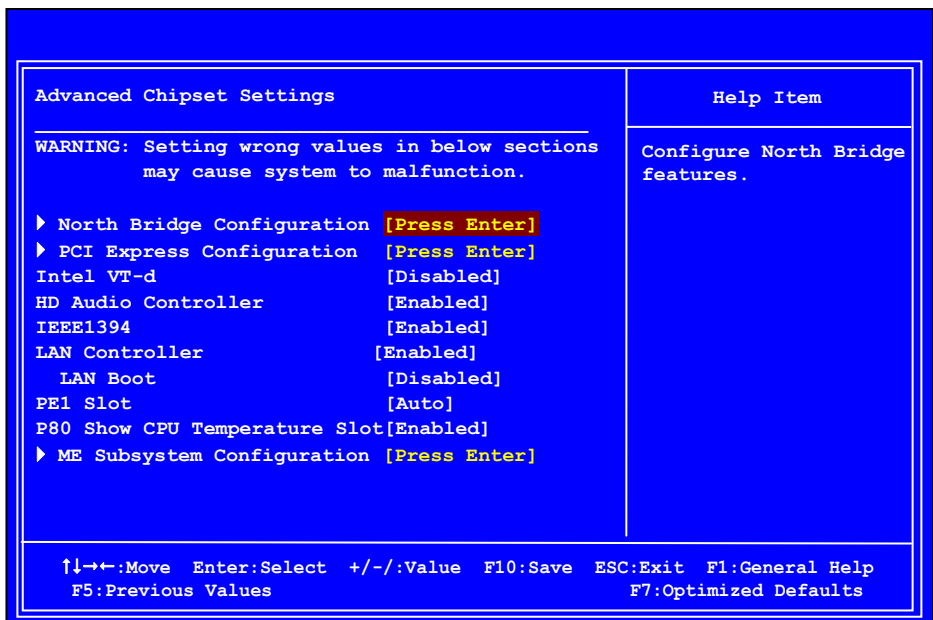 Advanced Chipset Settings
Help Item
WARNING: Setting wrong values in below sections
may cause system to malfunction.
Configure North Bridge
features.
North Bridge Configuration [Press Enter]
PCI Express Configuration [Press Enter]
Intel VT-d [Disabled]
HD Audio Controller [Enabled]
IEEE1394 [Enabled]
LAN Controller [Enabled]
LAN Boot [Disabled]
PE1 Slot [Auto]
P80 Show CPU Temperature Slot[Enabled]
ME Subsystem Configuration [Press Enter]
↑↓→←:Move Enter:Select +/-/:Value F10:Save ESC:Exit F1:General Help
F5:Previous Values F7:Optimized Defaults